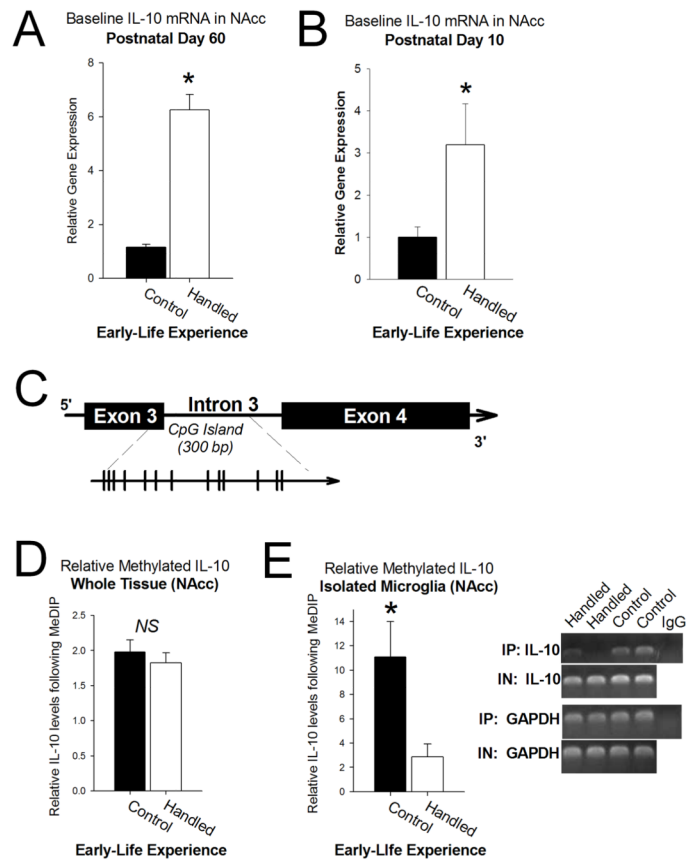 A
Baseline IL-10 mRNA in NAcc
Postnatal Day 60
Relative Gene Expression
8
6
4
2
0
*
Control
Handled
Early-Life Experience
B
Baseline IL-10 mRNA in NAcc
Postnatal Day 10
Relative Gene Expression
5
4
3
2
1
0
*
Control
Handled
Early-Life Experience
C
5'
Exon 3
Intron 3
Exon 4
CpG Island
(300 bp)
3'
D
Relative Methylated IL-10
Whole Tissue (NAcc)
Relative IL-10 levels following MeDIP
2.5
2.0
1.5
1.0
0.5
0.0
NS
Control
Handled
Early-Life Experience
E
Relative Methylated IL-10
Isolated Microglia (NAcc)
Relative IL-10 levels following MeDIP
14
12
10
8
6
4
2
0
*
Control
Handled
Early-LIfe Experience
Handled
Handled
Control
Control
IgG
IP: IL-10
IN: IL-10
IP: GAPDH
IN: GAPDH